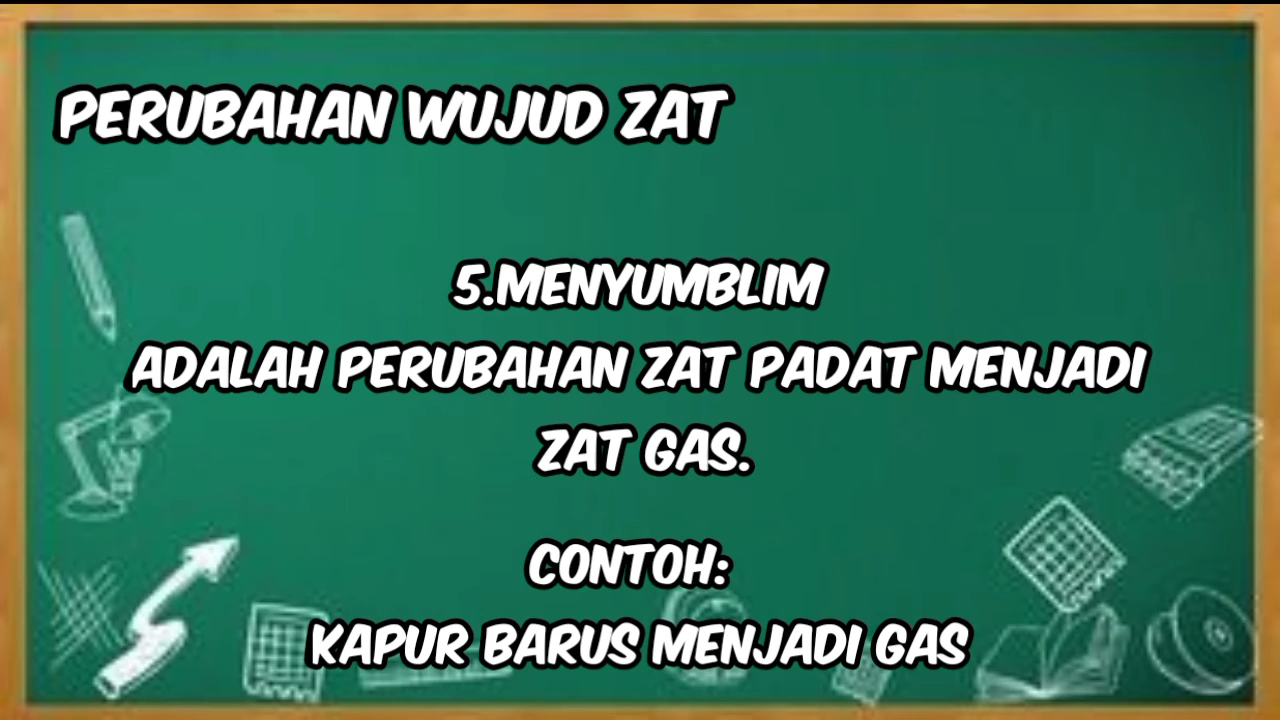 PERUBAHAN WUJUD ZAT
5.MENYUMBLIM
ADALAH PERUBAHAN ZAT PADAT MENJADI
ZAT GAS.
CONTOH:
KAPUR BARUS MENJADI GAS